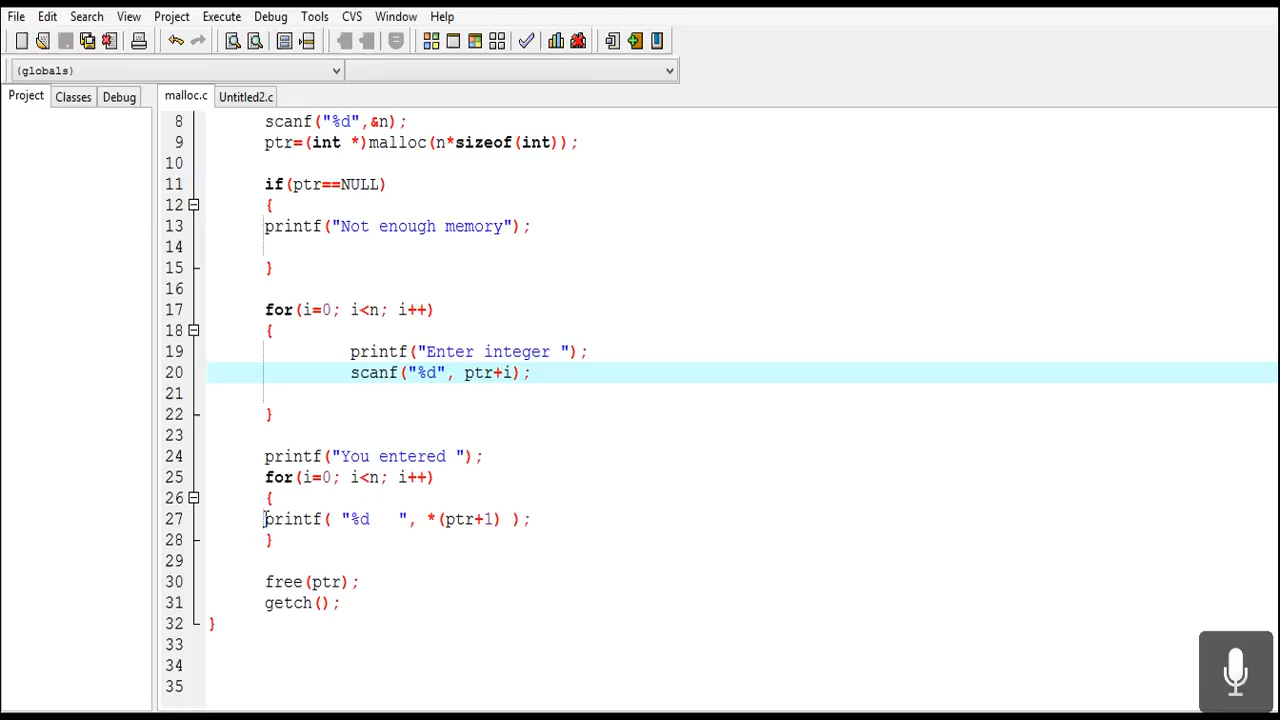 File Edit Search View Project Execute Debug Tools CVS Window Help
(globals)
Project Classes Debug malloc.c Untitled2.c
8 scanf("%d",&n);
9 ptr=(int *)malloc(n*sizeof(int));
10
11 if(ptr==NULL)
12 {
13 printf("Not enough memory");
14
15 }
16
17 for(i=0; i<n; i++)
18 {
19 printf("Enter integer ");
20 scanf("%d", ptr+i);
21
22 }
23
24 printf("You entered ");
25 for(i=0; i<n; i++)
26 {
27 printf( "%d   ", *(ptr+1) );
28 }
29
30 free(ptr);
31 getch();
32 }
33
34
35